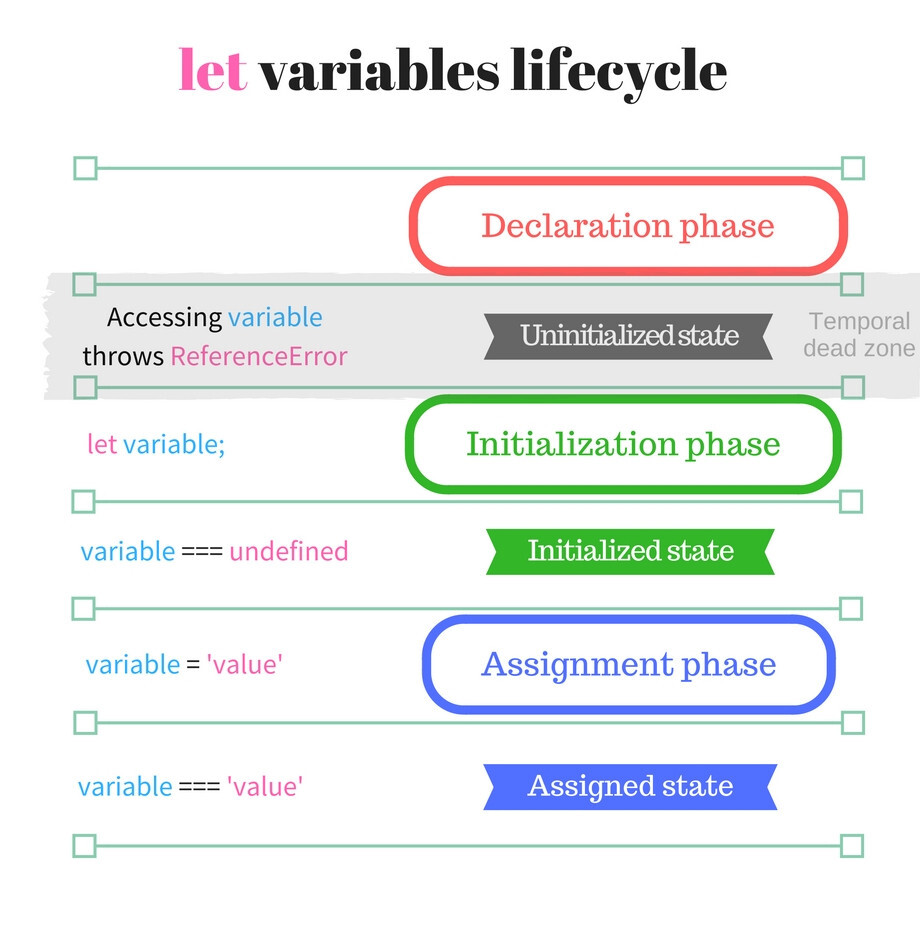 let variables lifecycle
Declaration phase
Accessing variable
throws ReferenceError
Uninitialized state
Temporal
dead zone
let variable;
Initialization phase
variable === undefined
Initialized state
variable = 'value'
Assignment phase
variable === 'value'
Assigned state